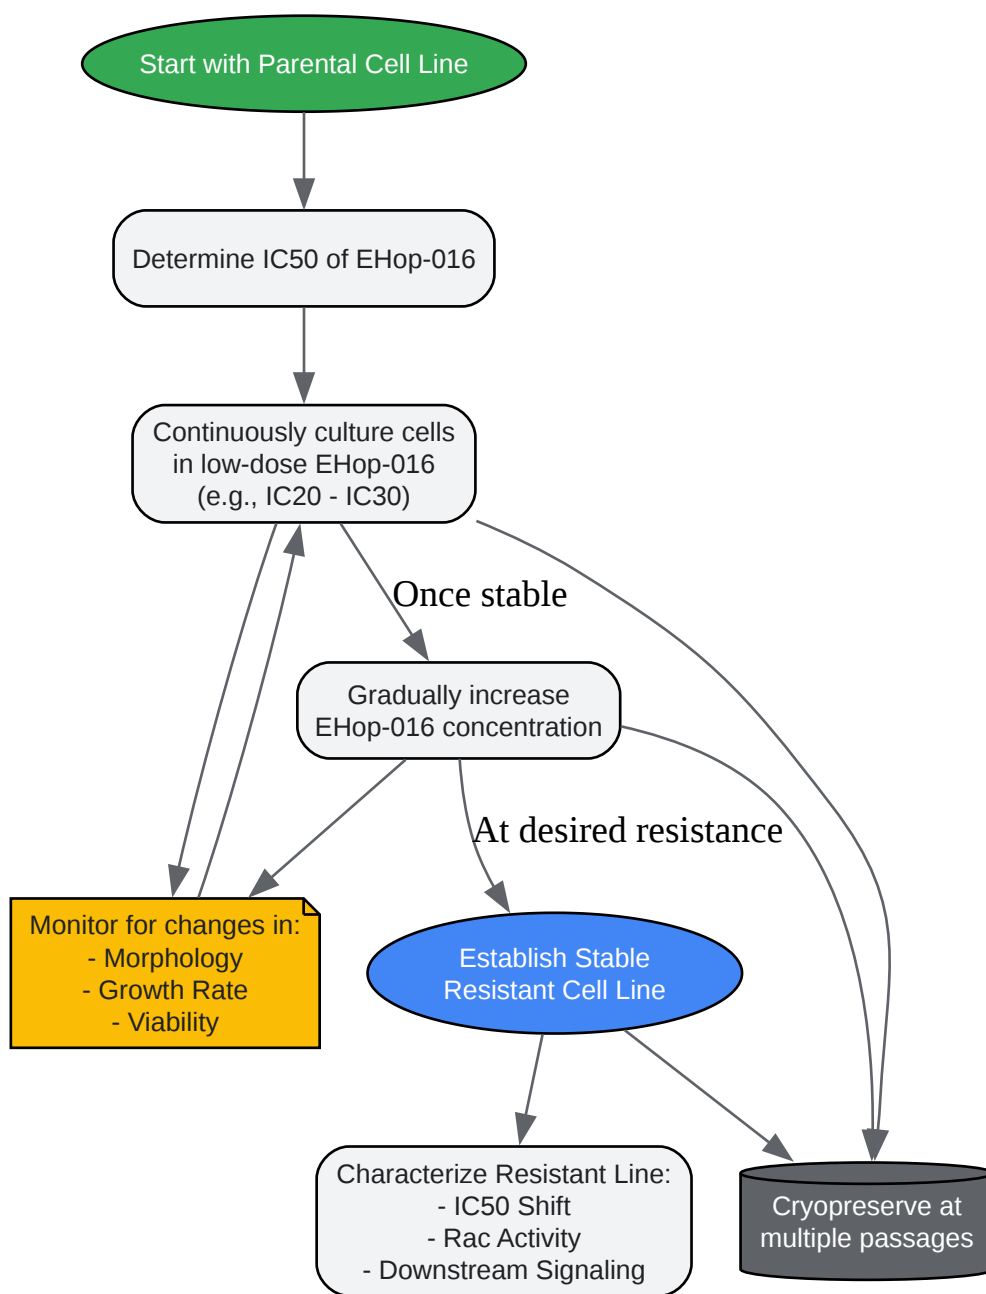 Start with Parental Cell Line
Determine IC50 of EHop-016
Continuously culture cells
in low-dose EHop-016
(e.g., IC20 - IC30)
Once stable
Gradually increase
EHop-016 concentration
At desired resistance
Monitor for changes in:
- Morphology
- Growth Rate
- Viability
Establish Stable
Resistant Cell Line
Characterize Resistant Line:
- IC50 Shift
- Rac Activity
- Downstream Signaling
Cryopreserve at
multiple passages